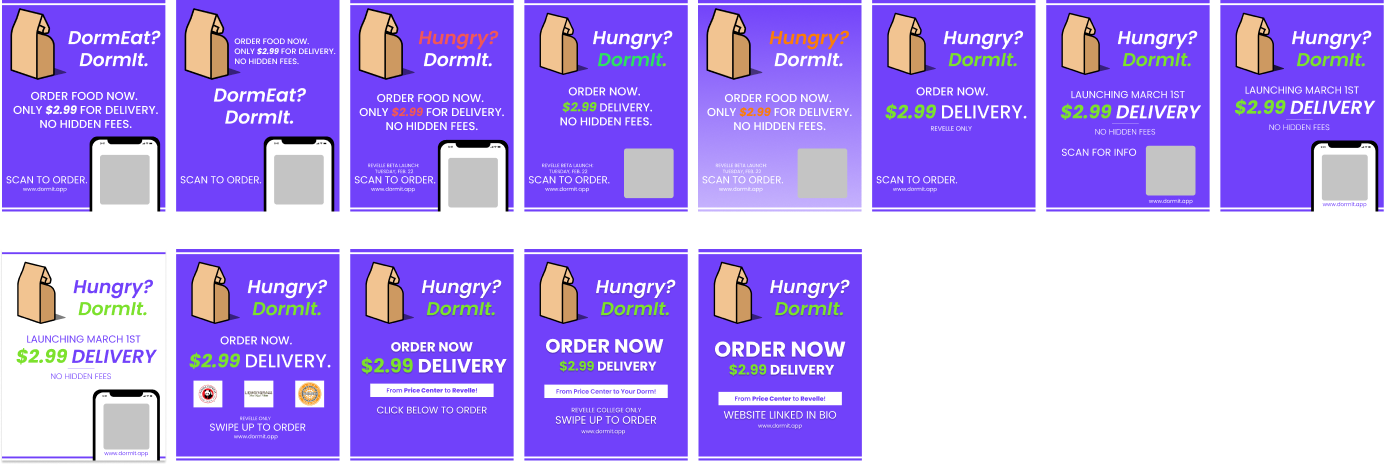 DormEat?
DormIt.
ORDER FOOD NOW.
ONLY $2.99 FOR DELIVERY.
NO HIDDEN FEES.
SCAN TO ORDER.
www.dormit.app
ORDER FOOD NOW.
ONLY $2.99 FOR DELIVERY.
NO HIDDEN FEES.
DormEat?
DormIt.
SCAN TO ORDER.
Hungry?
DormIt.
ORDER FOOD NOW.
ONLY $2.99 FOR DELIVERY.
NO HIDDEN FEES.
REVELLE BETA LAUNCH:
TUESDAY, FEB. 22
SCAN TO ORDER.
www.dormit.app
Hungry?
DormIt.
ORDER NOW.
$2.99 DELIVERY.
NO HIDDEN FEES.
REVELLE BETA LAUNCH:
TUESDAY, FEB. 22
SCAN TO ORDER.
www.dormit.app
Hungry?
DormIt.
ORDER FOOD NOW.
ONLY $2.99 FOR DELIVERY.
NO HIDDEN FEES.
REVELLE BETA LAUNCH:
TUESDAY, FEB. 22
SCAN TO ORDER.
www.dormit.app
Hungry?
DormIt.
ORDER NOW.
$2.99 DELIVERY.
REVELLE ONLY
SCAN TO ORDER.
www.dormit.app
Hungry?
DormIt.
LAUNCHING MARCH 1ST
$2.99 DELIVERY
NO HIDDEN FEES
SCAN FOR INFO
www.dormit.app
Hungry?
DormIt.
LAUNCHING MARCH 1ST
$2.99 DELIVERY
NO HIDDEN FEES
www.dormit.app
Hungry?
DormIt.
LAUNCHING MARCH 1ST
$2.99 DELIVERY
NO HIDDEN FEES
www.dormit.app
Hungry?
DormIt.
ORDER NOW.
$2.99 DELIVERY.
REVELLE ONLY
SWIPE UP TO ORDER
www.dormit.app
Hungry?
DormIt.
ORDER NOW
$2.99 DELIVERY
From Price Center to Revelle!
CLICK BELOW TO ORDER
Hungry?
DormIt.
ORDER NOW
$2.99 DELIVERY
From Price Center to Your Dorm!
REVELLE COLLEGE ONLY
SWIPE UP TO ORDER
www.dormit.app
Hungry?
DormIt.
ORDER NOW
$2.99 DELIVERY
From Price Center to Revelle!
WEBSITE LINKED IN BIO
www.dormit.app